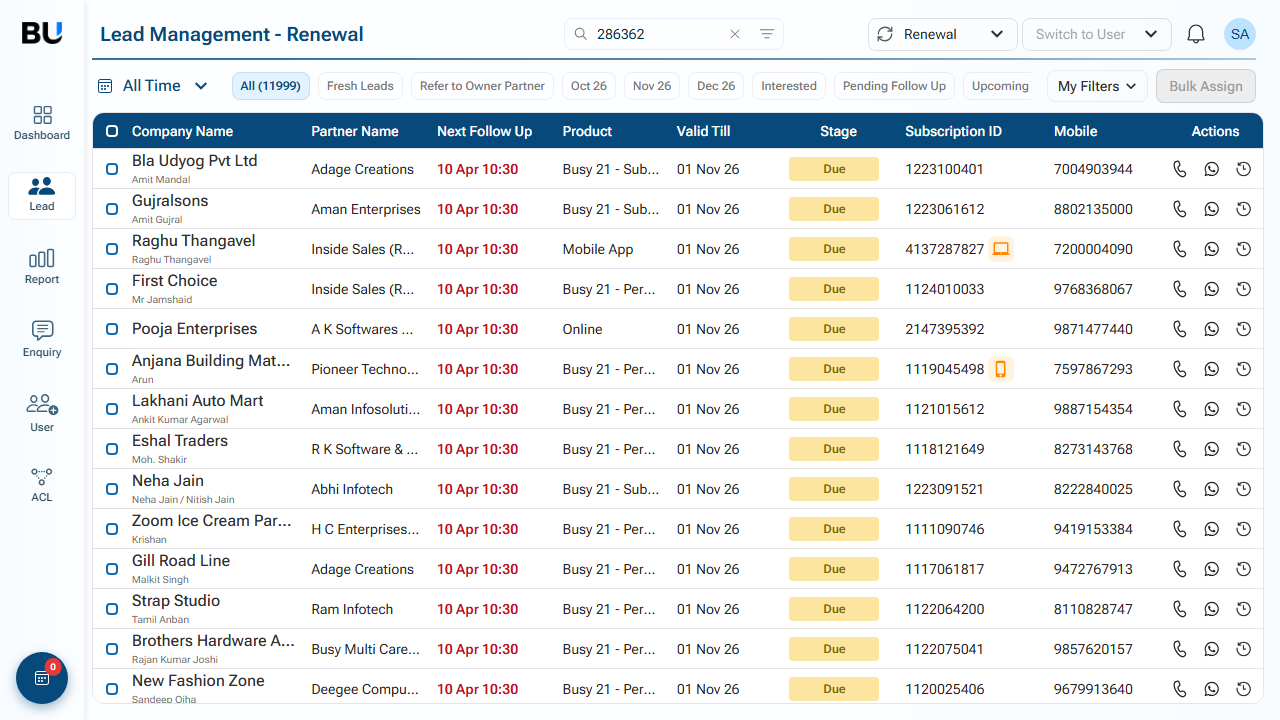 BU
Lead Management - Renewal
286362
Renewal
Switch to User
SA
All Time
All (11999)
Fresh Leads
Refer to Owner Partner
Oct 26
Nov 26
Dec 26
Interested
Pending Follow Up
Upcoming
My Filters
Bulk Assign
Dashboard
Lead
Report
Enquiry
User
ACL
0
Company Name Partner Name Next Follow Up Product Valid Till Stage Subscription ID Mobile Actions
Bla Udyog Pvt Ltd
Amit Mandal
Adage Creations 10 Apr 10:30 Busy 21 - Sub... 01 Nov 26 Due 1223100401 7004903944
Gujralsons
Amit Gujral
Aman Enterprises 10 Apr 10:30 Busy 21 - Sub... 01 Nov 26 Due 1223061612 8802135000
Raghu Thangavel
Raghu Thangavel
Inside Sales (R... 10 Apr 10:30 Mobile App 01 Nov 26 Due 4137287827 7200004090
First Choice
Mr Jamshaid
Inside Sales (R... 10 Apr 10:30 Busy 21 - Per... 01 Nov 26 Due 1124010033 9768368067
Pooja Enterprises
A K Softwares ... 10 Apr 10:30 Online 01 Nov 26 Due 2147395392 9871477440
Anjana Building Mat...
Arun
Pioneer Techno... 10 Apr 10:30 Busy 21 - Per... 01 Nov 26 Due 1119045498 7597867293
Lakhani Auto Mart
Ankit Kumar Agarwal
Aman Infosoluti... 10 Apr 10:30 Busy 21 - Per... 01 Nov 26 Due 1121015612 9887154354
Eshal Traders
Moh. Shakir
R K Software & ... 10 Apr 10:30 Busy 21 - Per... 01 Nov 26 Due 1118121649 8273143768
Neha Jain
Neha Jain / Nitish Jain
Abhi Infotech 10 Apr 10:30 Busy 21 - Sub... 01 Nov 26 Due 1223091521 8222840025
Zoom Ice Cream Par...
Krishan
H C Enterprises... 10 Apr 10:30 Busy 21 - Per... 01 Nov 26 Due 1111090746 9419153384
Gill Road Line
Malkit Singh
Adage Creations 10 Apr 10:30 Busy 21 - Per... 01 Nov 26 Due 1117061817 9472767913
Strap Studio
Tamil Anban
Ram Infotech 10 Apr 10:30 Busy 21 - Per... 01 Nov 26 Due 1122064200 8110828747
Brothers Hardware A...
Rajan Kumar Joshi
Busy Multi Care... 10 Apr 10:30 Busy 21 - Per... 01 Nov 26 Due 1122075041 9857620157
New Fashion Zone
Sandeep Ojha
Deegee Compu... 10 Apr 10:30 Busy 21 - Per... 01 Nov 26 Due 1120025406 9679913640